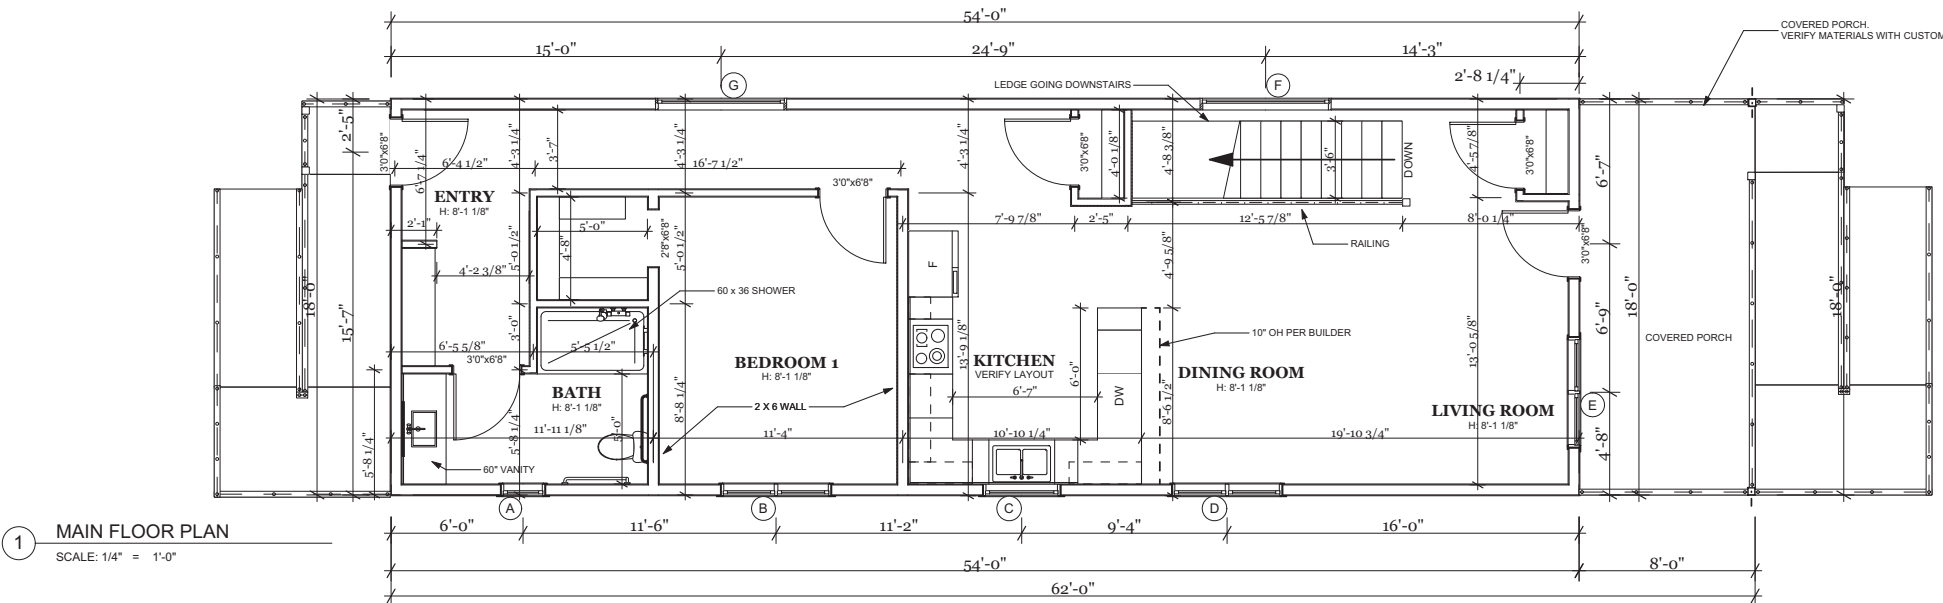 54'-0"
COVERED PORCH.
VERIFY MATERIALS WITH CUSTOM
15'-0"
24'-9"
14'-3"
2'-8 1/4"
G
LEDGE GOING DOWNSTAIRS
F
2'-5"
3'0"x6'8"
6'-7 1/4"
4'-3 1/4"
3'-7"
4'-3 1/4"
4'-3 1/4"
3'0"x6'8"
4'-0 1/8"
4'-8 3/8"
3'-6"
DOWN
4'-5 7/8"
3'0"x6'8"
6'-7"
6'-4 1/2"
16'-7 1/2"
3'0"x6'8"
ENTRY
H: 8'-1 1/8"
2'-1"
5'-0"
7'-9 7/8"
2'-5"
12'-5 7/8"
8'-0 1/4"
RAILING
3'0"x6'8"
5'-0 1/2"
4'-8"
2'8"x6'8"
5'-0 1/2"
F
4'-9 5/8"
4'-2 3/8"
60 x 36 SHOWER
18'-0"
15'-7"
3'-0"
6'-9"
18'-0"
18'-0"
10" OH PER BUILDER
COVERED PORCH
6'-5 5/8"
3'0"x6'8"
5'-5 1/2"
BEDROOM 1
H: 8'-1 1/8"
13'-9 1/8"
KITCHEN
VERIFY LAYOUT
6'-7"
6'-0"
DW
13'-0 5/8"
DINING ROOM
H: 8'-1 1/8"
BATH
H: 8'-1 1/8"
2 X 6 WALL
8'-8 1/4"
8'-6 1/2"
LIVING ROOM
H: 8'-1 1/8"
E
4'-8"
5'-8 1/4"
5'-8 1/4"
5'-0"
11'-11 1/8"
11'-4"
10'-10 1/4"
19'-10 3/4"
60" VANITY
A
B
C
D
6'-0"
11'-6"
11'-2"
9'-4"
16'-0"
1
MAIN FLOOR PLAN
SCALE: 1/4" = 1'-0"
54'-0"
8'-0"
62'-0"